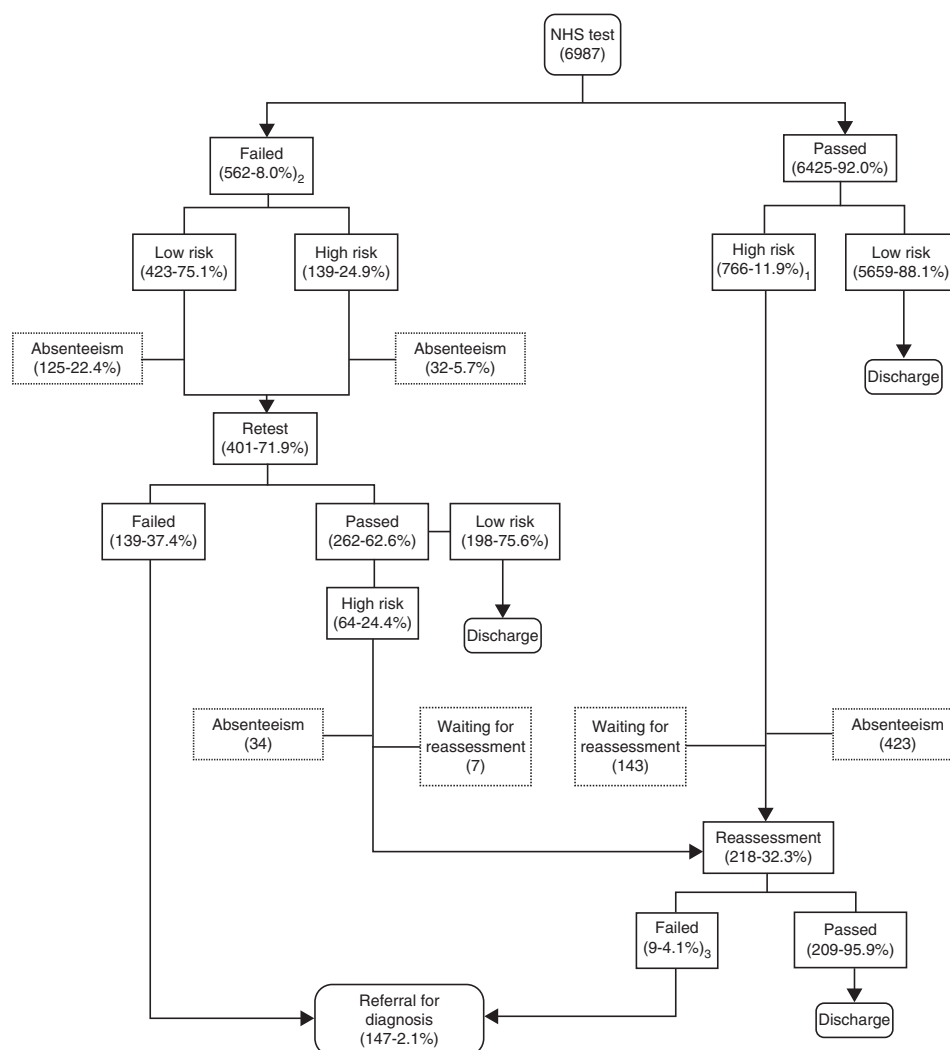 NHS test
(6987)
Failed
(562-8.0%)2
Passed
(6425-92.0%)
Low risk
(423-75.1%)
High risk
(139-24.9%)
High risk
(766-11.9%)1
Low risk
(5659-88.1%)
Absenteeism
(125-22.4%)
Absenteeism
(32-5.7%)
Discharge
Retest
(401-71.9%)
Failed
(139-37.4%)
Passed
(262-62.6%)
Low risk
(198-75.6%)
High risk
(64-24.4%)
Discharge
Absenteeism
(34)
Waiting for
reassessment
(7)
Waiting for
reassessment
(143)
Absenteeism
(423)
Reassessment
(218-32.3%)
Failed
(9-4.1%)3
Passed
(209-95.9%)
Referral for
diagnosis
(147-2.1%)
Discharge